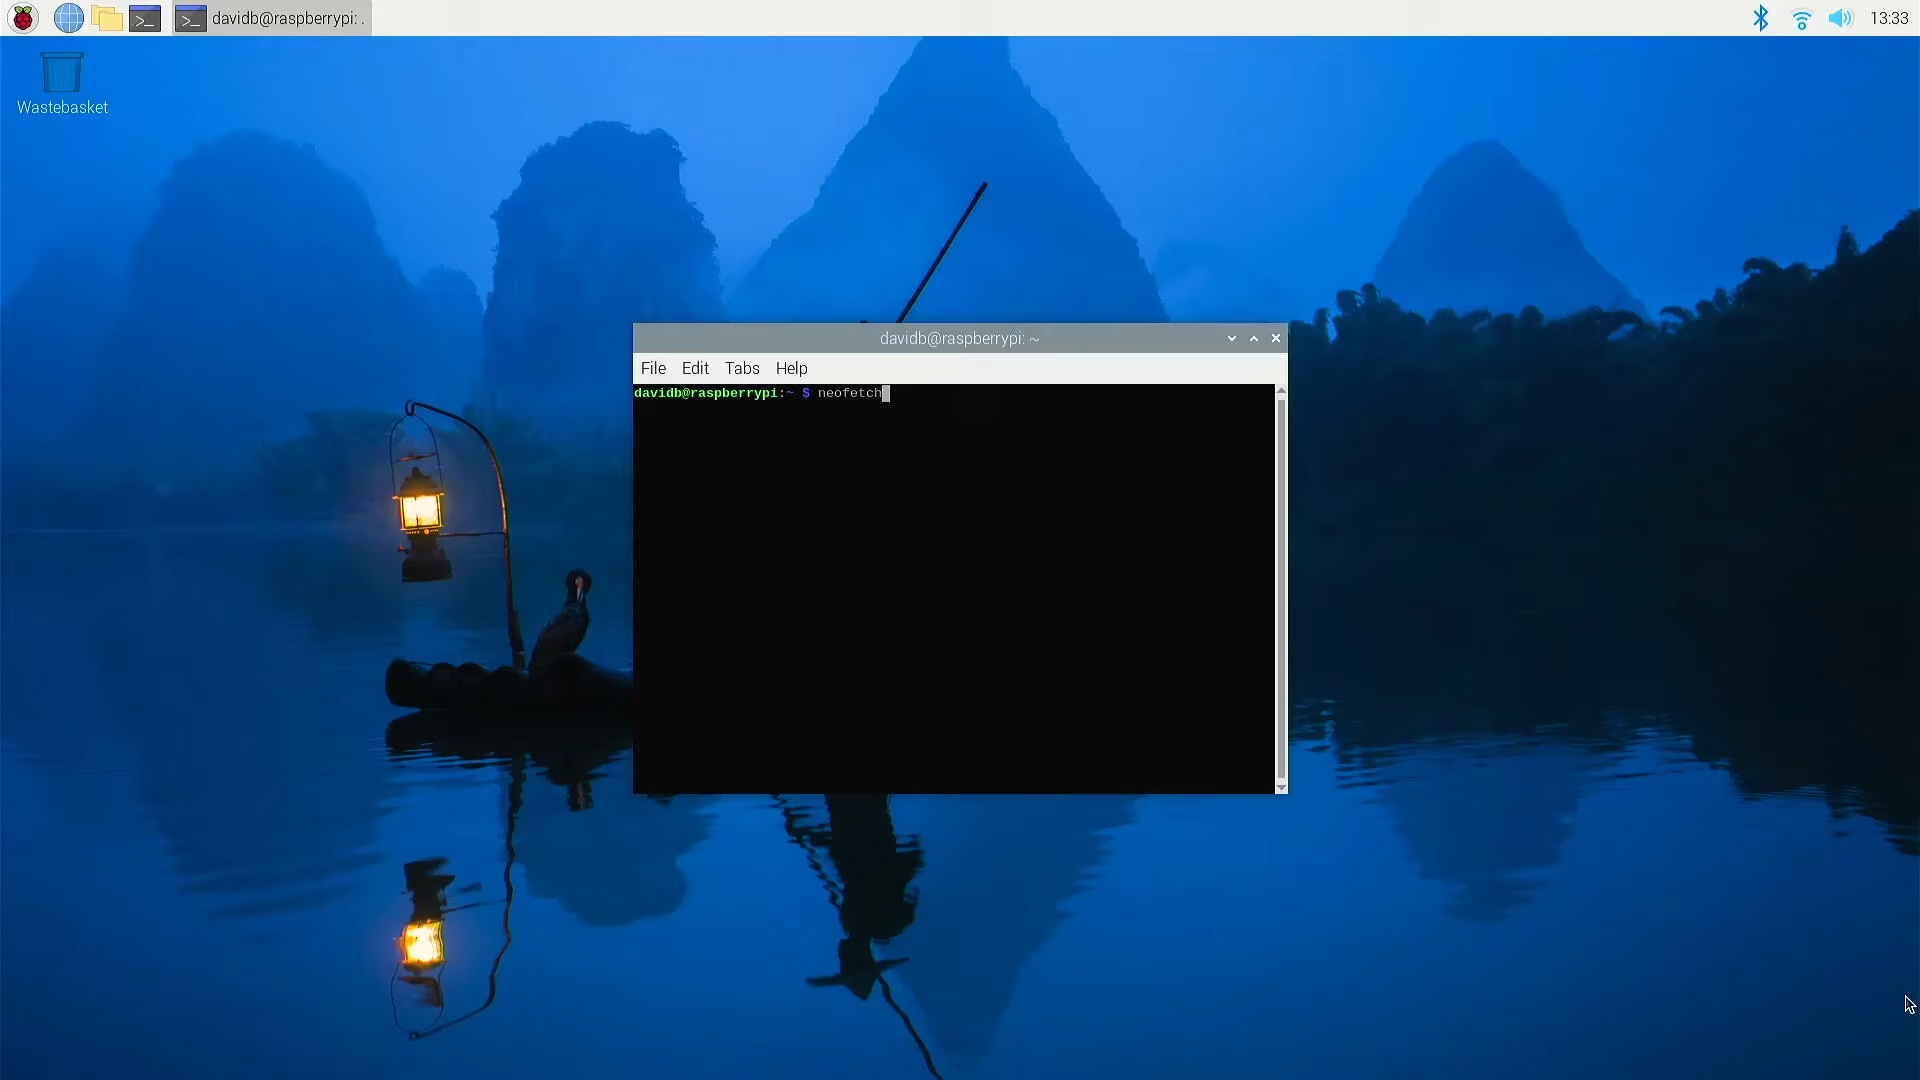 davidb@raspberrypi: .
13:33
Wastebasket
davidb@raspberrypi: ~
File Edit Tabs Help
davidb@raspberrypi:~ $ neofetch